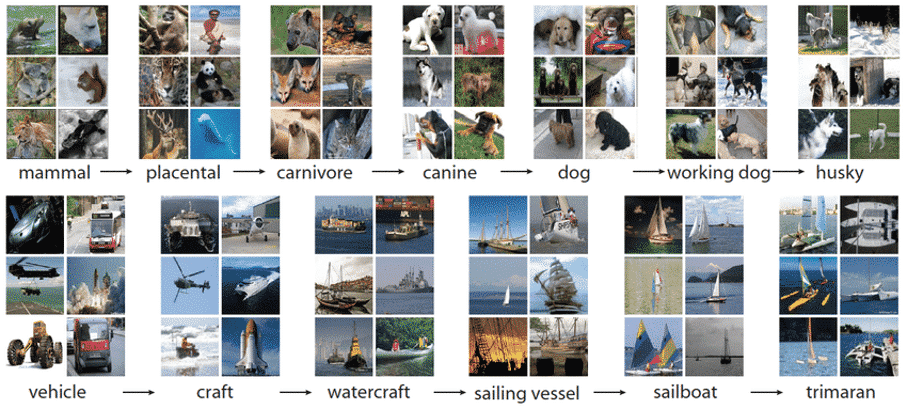 mammal → placental → carnivore → canine → dog → working dog → husky
vehicle → craft → watercraft → sailing vessel → sailboat → trimaran